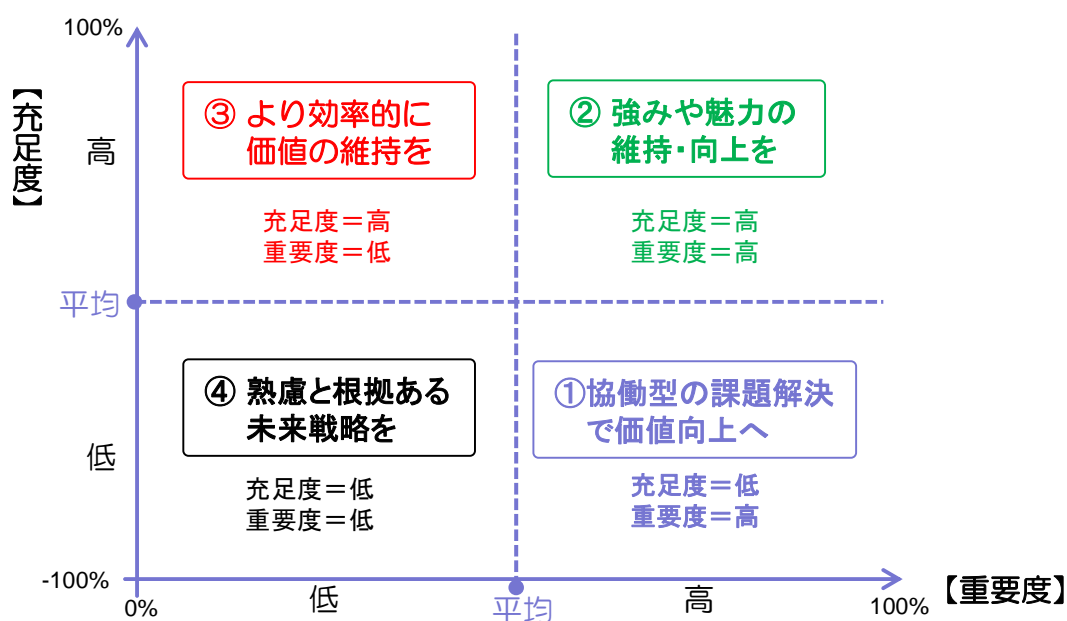 100%
【充足度】
高
③ より効率的に
価値の維持を
② 強みや魅力の
維持・向上を
充足度＝高
重要度＝低
充足度＝高
重要度＝高
平均
④ 熟慮と根拠ある
未来戦略を
①協働型の課題解決
で価値向上へ
低
充足度＝低
重要度＝低
充足度＝低
重要度＝高
-100%
0%
低
平均
高
100%
【重要度】